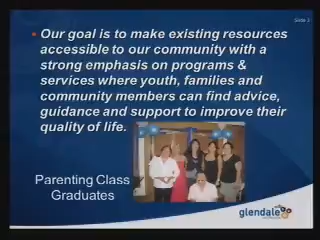 Slide 3
• Our goal is to make existing resources
accessible to our community with a
strong emphasis on programs &
services where youth, families and
community members can find advice,
guidance and support to improve their
quality of life.
Parenting Class
Graduates
glendale